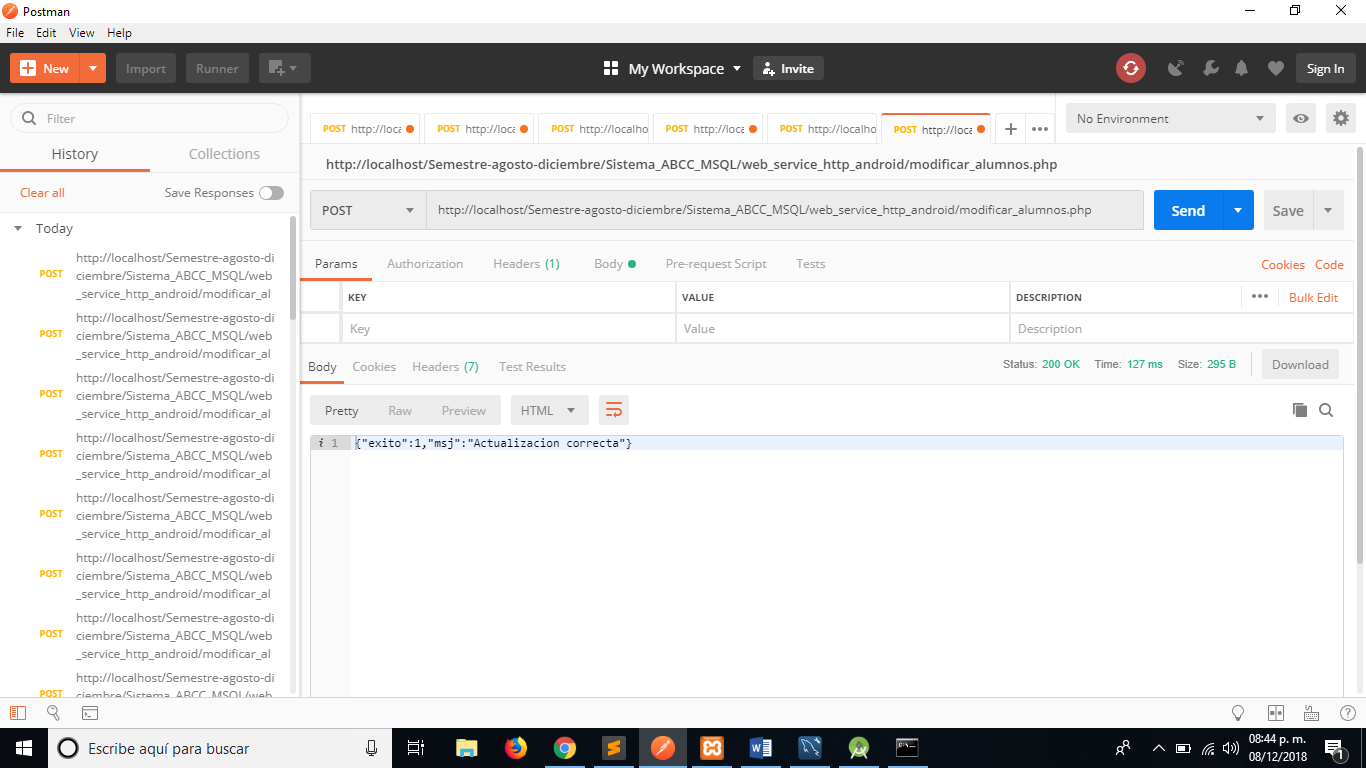 Postman
File Edit View Help
New Import Runner My Workspace Invite Sign In
Filter
History Collections
Clear all Save Responses
Today
POST http://localhost/Semestre-agosto-di
ciembre/Sistema_ABCC_MSQL/web
_service_http_android/modificar_al
POST http://localhost/Semestre-agosto-di
ciembre/Sistema_ABCC_MSQL/web
_service_http_android/modificar_al
POST http://localhost/Semestre-agosto-di
ciembre/Sistema_ABCC_MSQL/web
_service_http_android/modificar_al
POST http://localhost/Semestre-agosto-di
ciembre/Sistema_ABCC_MSQL/web
_service_http_android/modificar_al
POST http://localhost/Semestre-agosto-di
ciembre/Sistema_ABCC_MSQL/web
_service_http_android/modificar_al
POST http://localhost/Semestre-agosto-di
ciembre/Sistema_ABCC_MSQL/web
_service_http_android/modificar_al
POST http://localhost/Semestre-agosto-di
ciembre/Sistema_ABCC_MSQL/web
_service_http_android/modificar_al
POST http://localhost/Semestre-agosto-di
ciembre/Sistema_ABCC_MSQL/web
POST http://loca POST http://loca POST http://localho POST http://loca POST http://localho POST http://loca
No Environment
http://localhost/Semestre-agosto-diciembre/Sistema_ABCC_MSQL/web_service_http_android/modificar_alumnos.php
POST http://localhost/Semestre-agosto-diciembre/Sistema_ABCC_MSQL/web_service_http_android/modificar_alumnos.php Send Save
Params Authorization Headers (1) Body Pre-request Script Tests Cookies Code
KEY VALUE DESCRIPTION ••• Bulk Edit
Key Value Description
Body Cookies Headers (7) Test Results Status: 200 OK Time: 127 ms Size: 295 B Download
Pretty Raw Preview HTML
i 1 {"exito":1,"msj":"Actualizacion correcta"}
Escribe aquí para buscar
08:44 p. m.
08/12/2018
1